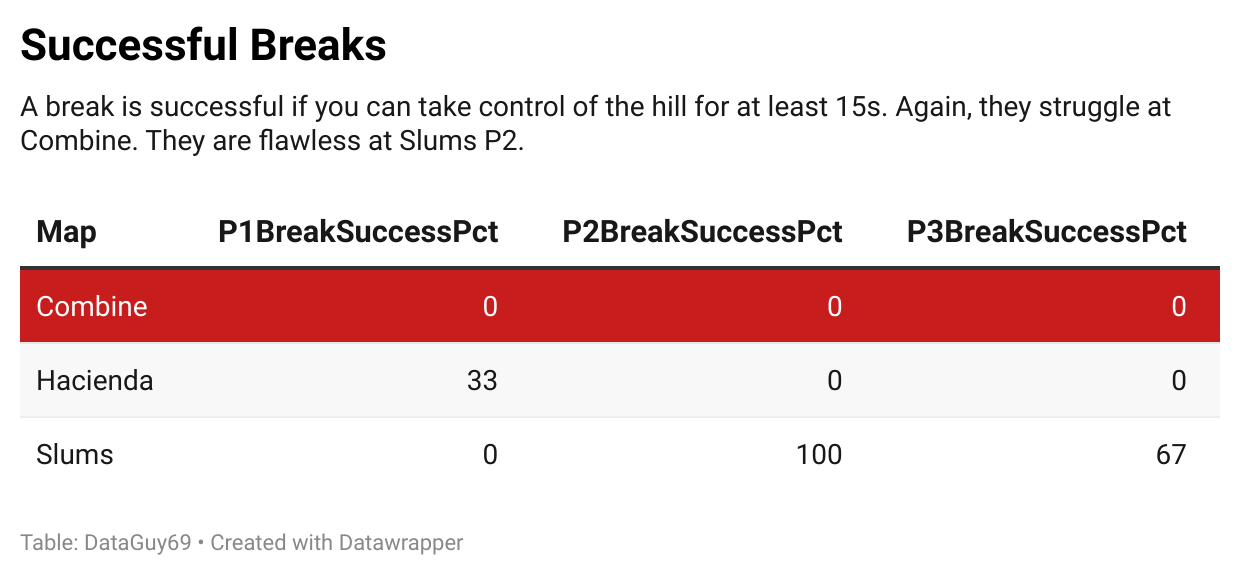 Successful Breaks
A break is successful if you can take control of the hill for at least 15s. Again, they struggle at
Combine. They are flawless at Slums P2.
Map P1BreakSuccessPct P2BreakSuccessPct P3BreakSuccessPct
Combine 0 0 0
Hacienda 33 0 0
Slums 0 100 67
Table: DataGuy69 • Created with Datawrapper